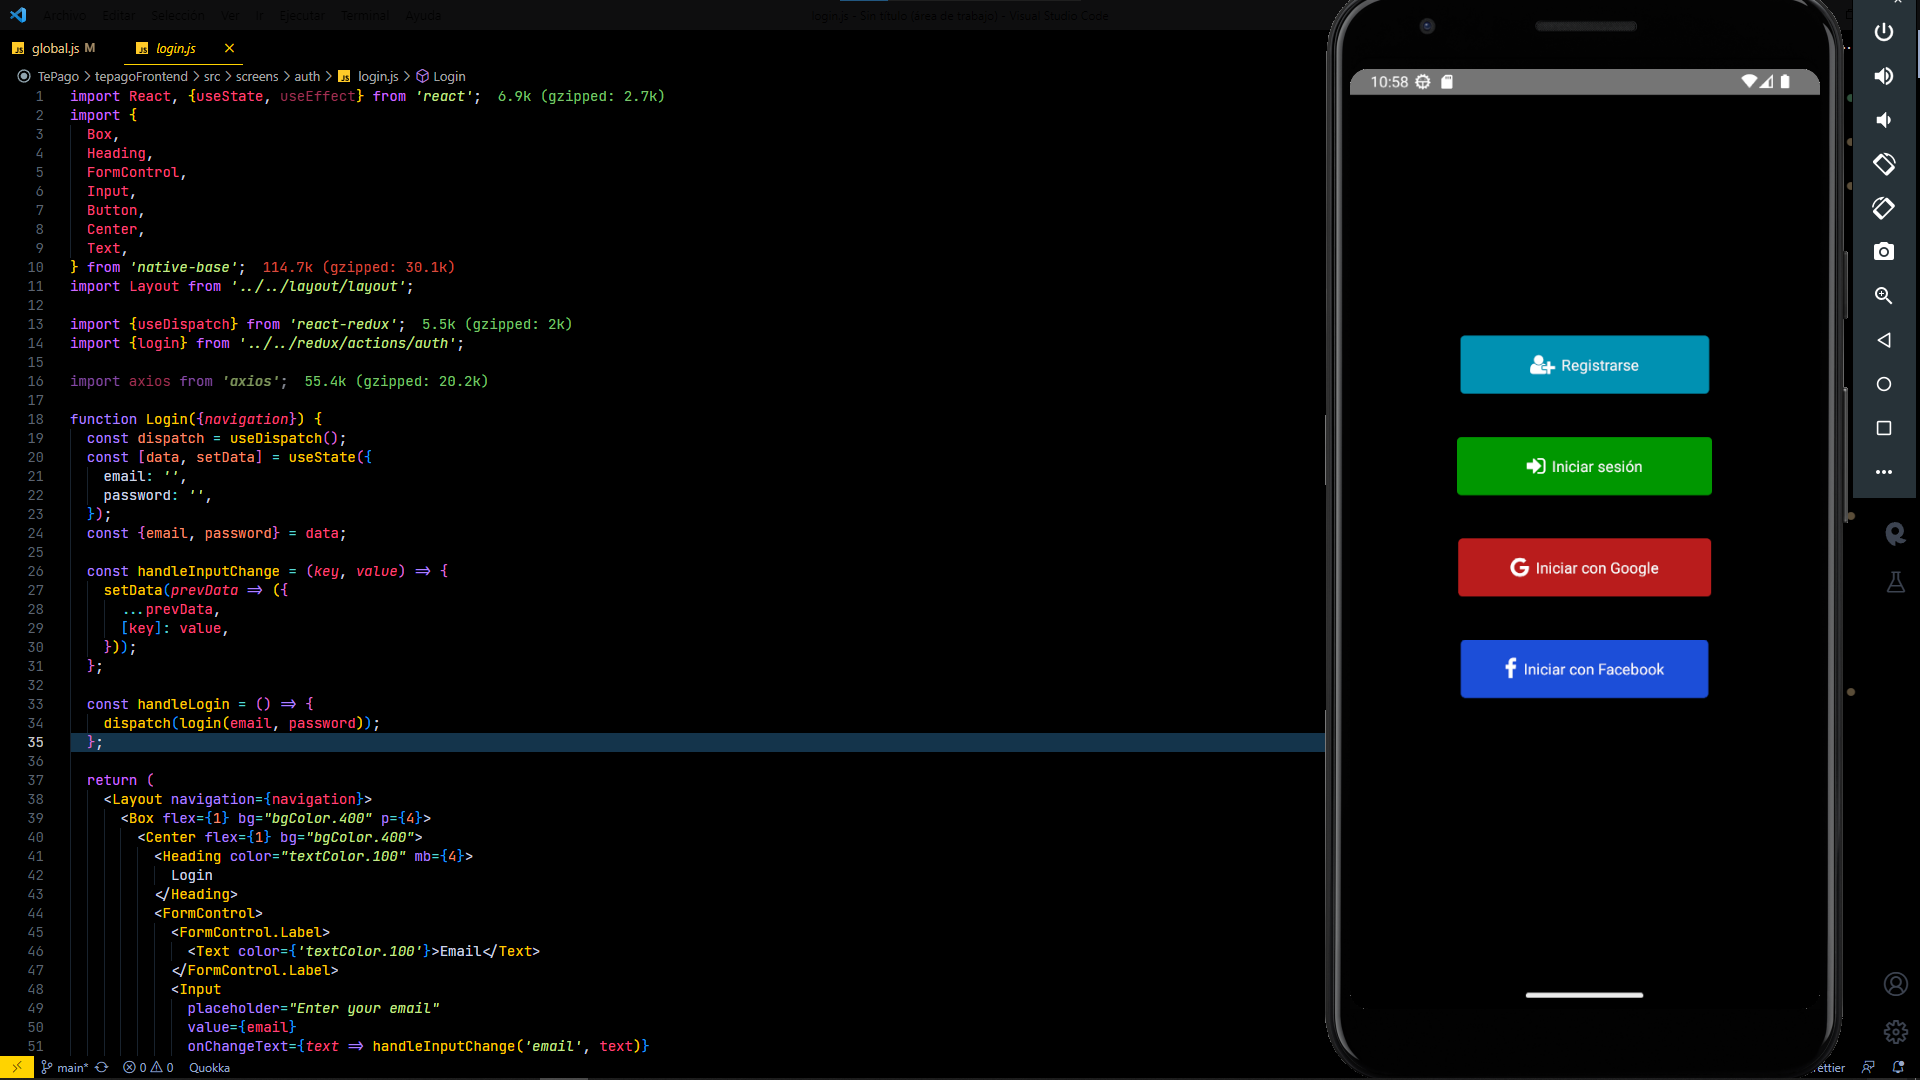 Archivo Editar Selección Ver Ir Ejecutar Terminal Ayuda
login.js - Sin título (área de trabajo) - Visual Studio Code
global.js M login.js
TePago > tepagoFrontend > src > screens > auth > login.js > Login
1 import React, {useState, useEffect} from 'react'; 6.9k (gzipped: 2.7k)
2 import {
3 Box,
4 Heading,
5 FormControl,
6 Input,
7 Button,
8 Center,
9 Text,
10 } from 'native-base'; 114.7k (gzipped: 30.1k)
11 import Layout from '../../layout/layout';
12
13 import {useDispatch} from 'react-redux'; 5.5k (gzipped: 2k)
14 import {login} from '../../redux/actions/auth';
15
16 import axios from 'axios'; 55.4k (gzipped: 20.2k)
17
18 function Login({navigation}) {
19 const dispatch = useDispatch();
20 const [data, setData] = useState({
21 email: '',
22 password: '',
23 });
24 const {email, password} = data;
25
26 const handleInputChange = (key, value) => {
27 setData(prevData => ({
28 ...prevData,
29 [key]: value,
30 }));
31 };
32
33 const handleLogin = () => {
34 dispatch(login(email, password));
35 };
36
37 return (
38 <Layout navigation={navigation}>
39 <Box flex={1} bg="bgColor.400" p={4}>
40 <Center flex={1} bg="bgColor.400">
41 <Heading color="textColor.100" mb={4}>
42 Login
43 </Heading>
44 <FormControl>
45 <FormControl.Label>
46 <Text color={'textColor.100'}>Email</Text>
47 </FormControl.Label>
48 <Input
49 placeholder="Enter your email"
50 value={email}
51 onChangeText={text => handleInputChange('email', text)}
main* 0 0 Quokka
10:58
Registrarse
Iniciar sesión
Iniciar con Google
Iniciar con Facebook
ettier